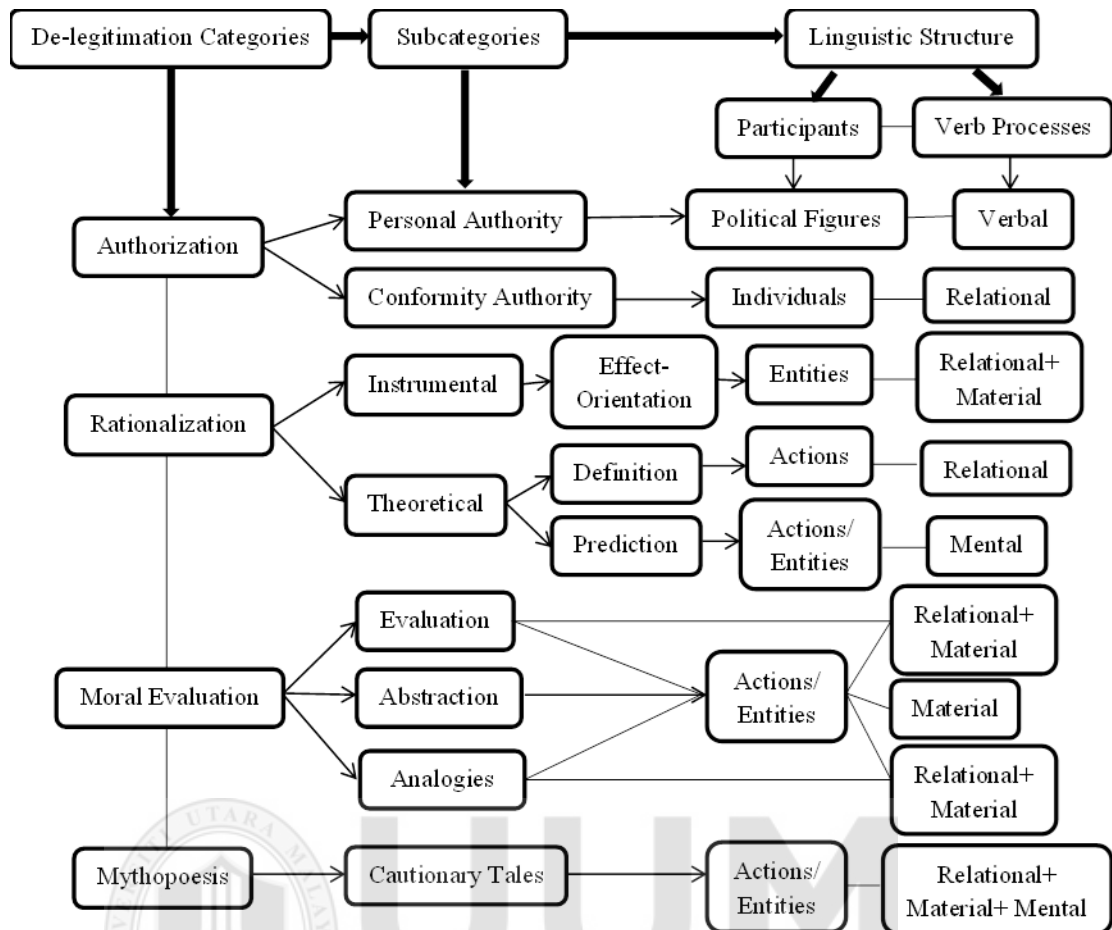 De-legitimation Categories
Subcategories
Linguistic Structure
Participants
Verb Processes
Authorization
Personal Authority
Political Figures
Verbal
Conformity Authority
Individuals
Relational
Rationalization
Instrumental
Effect-
Orientation
Entities
Relational+
Material
Theoretical
Definition
Actions
Relational
Prediction
Actions/
Entities
Mental
Moral Evaluation
Evaluation
Relational+
Material
Abstraction
Actions/
Entities
Material
Analogies
Relational+
Material
Mythopoesis
Cautionary Tales
Actions/
Entities
Relational+
Material+ Mental
UTARA
UUM